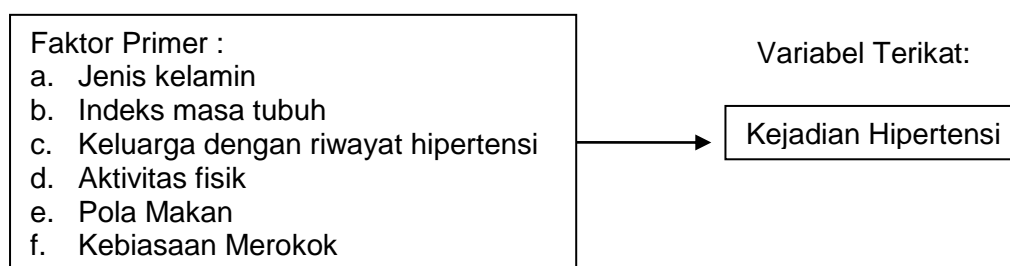 Faktor Primer :
a. Jenis kelamin
b. Indeks masa tubuh
c. Keluarga dengan riwayat hipertensi
d. Aktivitas fisik
e. Pola Makan
f. Kebiasaan Merokok
Variabel Terikat:
Kejadian Hipertensi